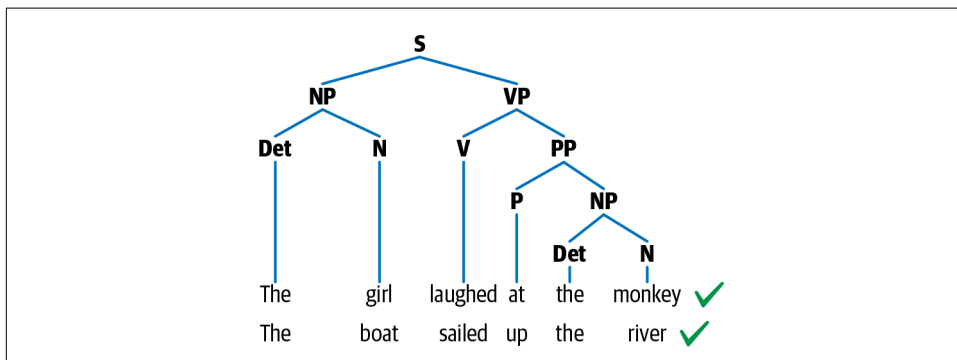 S
NP VP
Det N V PP
P NP
Det N
The girl laughed at the monkey
The boat sailed up the river